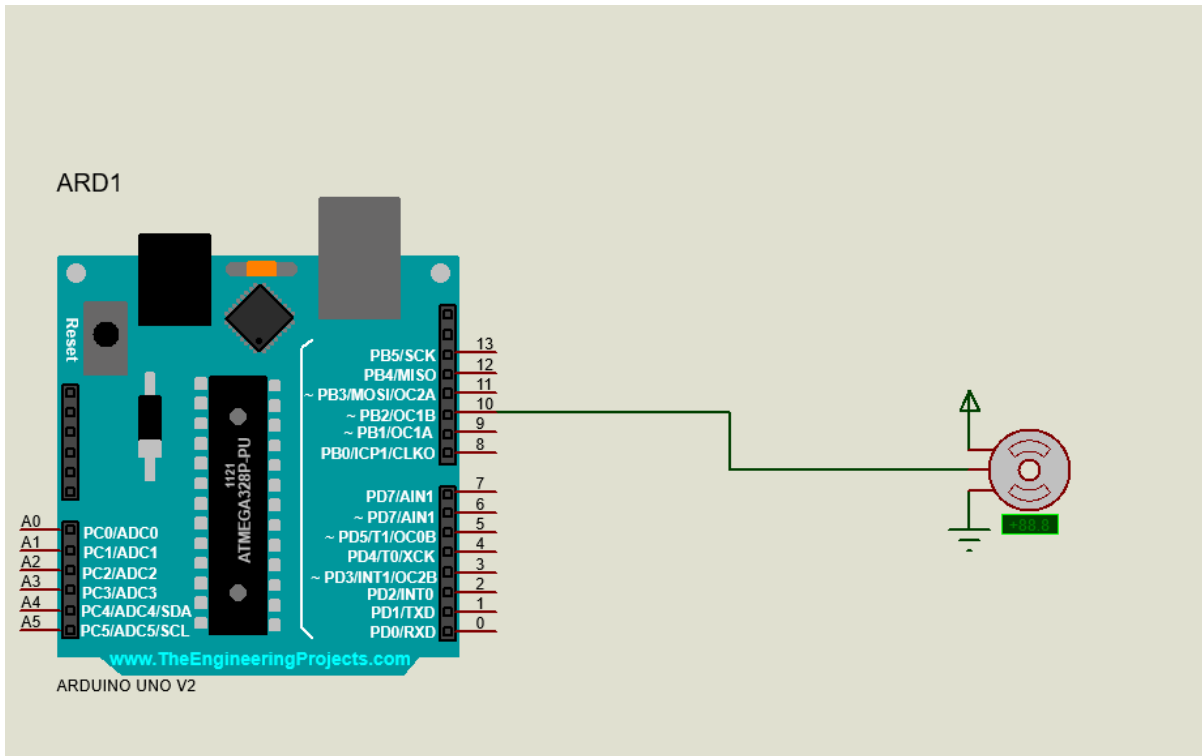 ARD1
Reset
1121
ATMEGA328P-PU
PB5/SCK 13
PB4/MISO 12
~ PB3/MOSI/OC2A 11
~ PB2/OC1B 10
~ PB1/OC1A 9
PB0/ICP1/CLKO 8
PD7/AIN1 7
~ PD7/AIN1 6
~ PD5/T1/OC0B 5
PD4/T0/XCK 4
~ PD3/INT1/OC2B 3
PD2/INT0 2
PD1/TXD 1
PD0/RXD 0
A0 PC0/ADC0
A1 PC1/ADC1
A2 PC2/ADC2
A3 PC3/ADC3
A4 PC4/ADC4/SDA
A5 PC5/ADC5/SCL
+88.8
www.TheEngineeringProjects.com
ARDUINO UNO V2